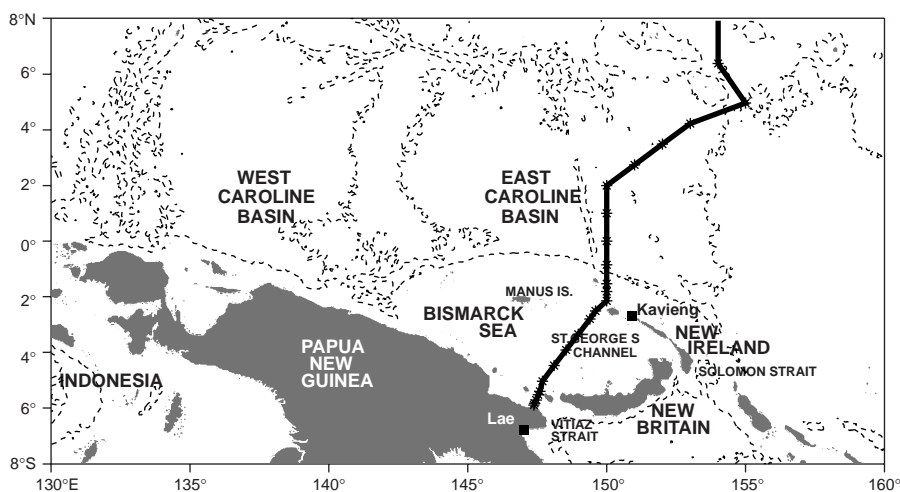 8°N
6°
4°
2°
0°
2°
4°
6°
8°S
130°E
135°
140°
145°
150°
155°
160°
WEST
CAROLINE
BASIN
EAST
CAROLINE
BASIN
MANUS IS.
BISMARCK
SEA
Kavieng
NEW
IRELAND
ST.GEORGE S
CHANNEL
SOLOMON STRAIT
PAPUA
NEW
GUINEA
INDONESIA
Lae
VITIAZ
STRAIT
NEW
BRITAIN